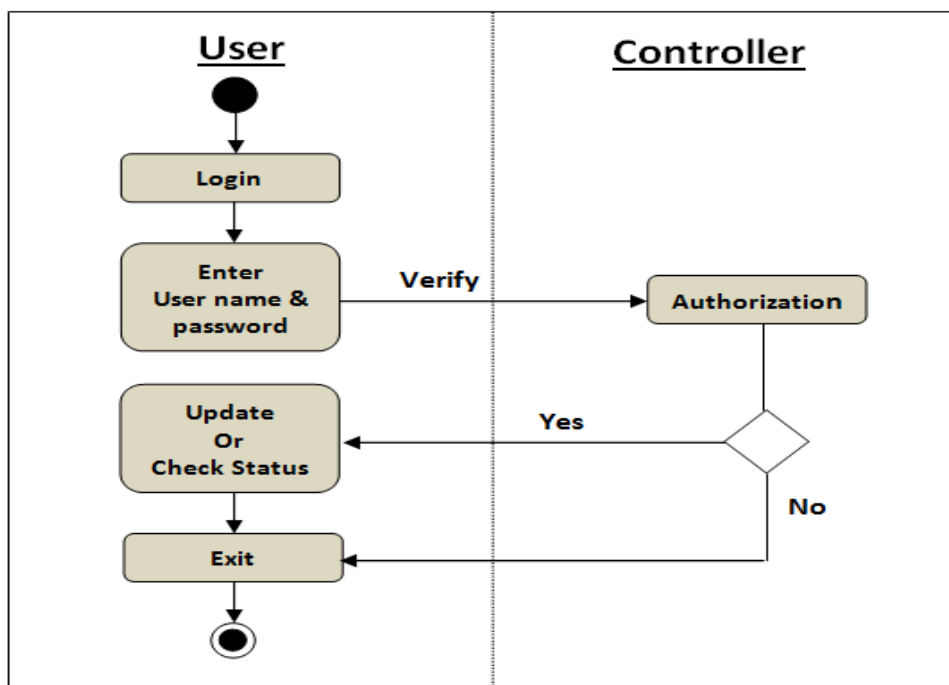 User
Controller
Login
Enter
User name &
password
Verify
Authorization
Update
Or
Check Status
Yes
No
Exit